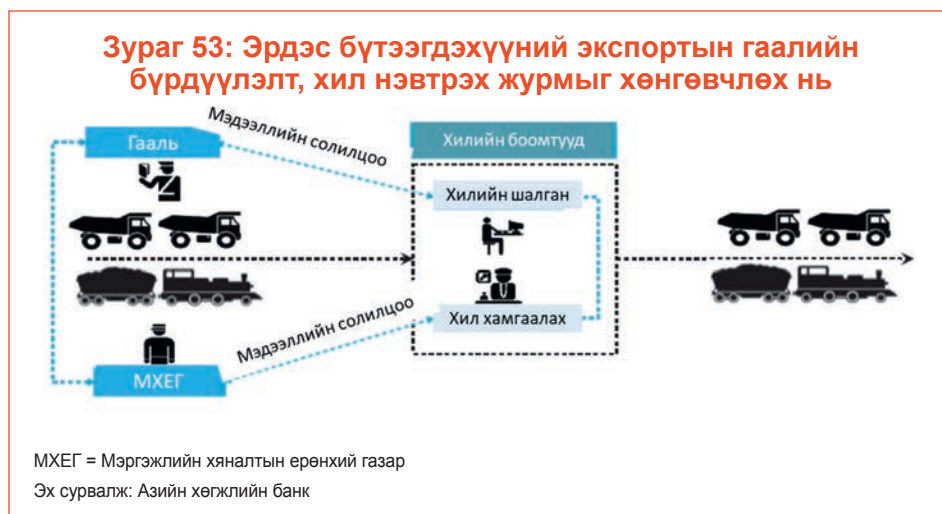 Зураг 53: Эрдэс бүтээгдэхүүний экспортын гаалийн
бүрдүүлэлт, хил нэвтрэх журмыг хөнгөвчлөх нь
Гааль
Мэдээллийн солилцоо
Хилийн боомтууд
Хилийн шалган
Хил хамгаалах
Мэдээллийн солилцоо
МХЕГ
МХЕГ = Мэргэжлийн хяналтын ерөнхий газар
Эх сурвалж: Азийн хөгжлийн банк